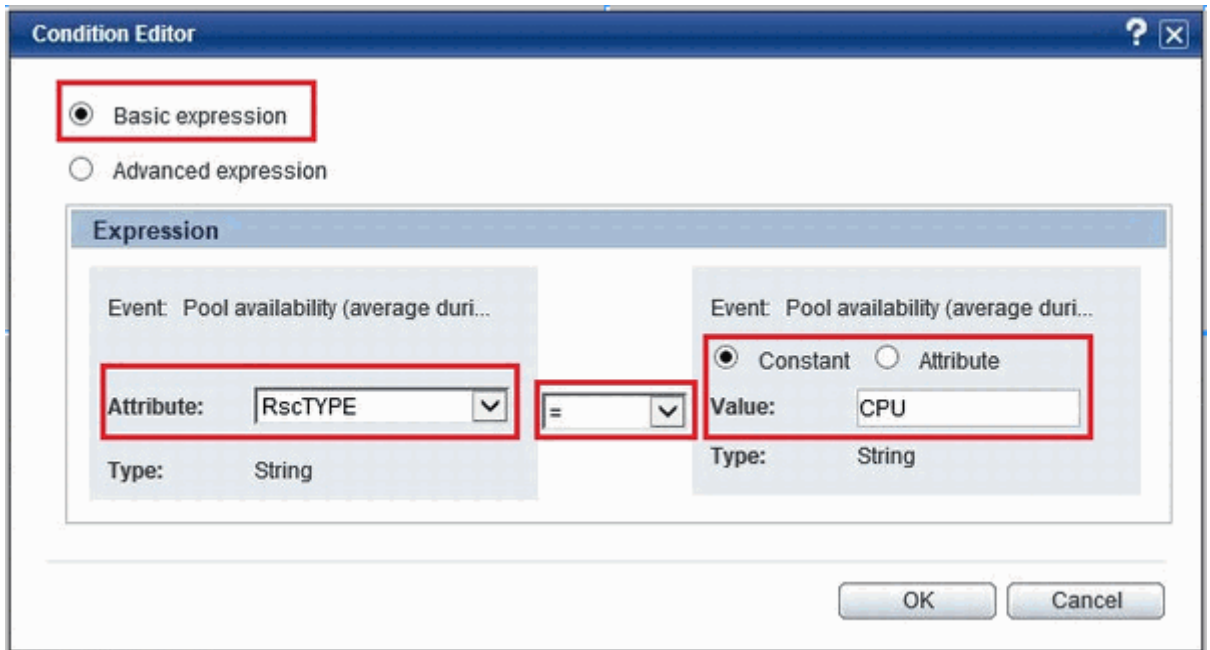 Condition Editor ?
Basic expression
Advanced expression
Expression
Event: Pool availability (average duri...
Event: Pool availability (average duri...
Constant Attribute
Attribute: RscTYPE = Value: CPU
Type: String
Type: String
OK Cancel